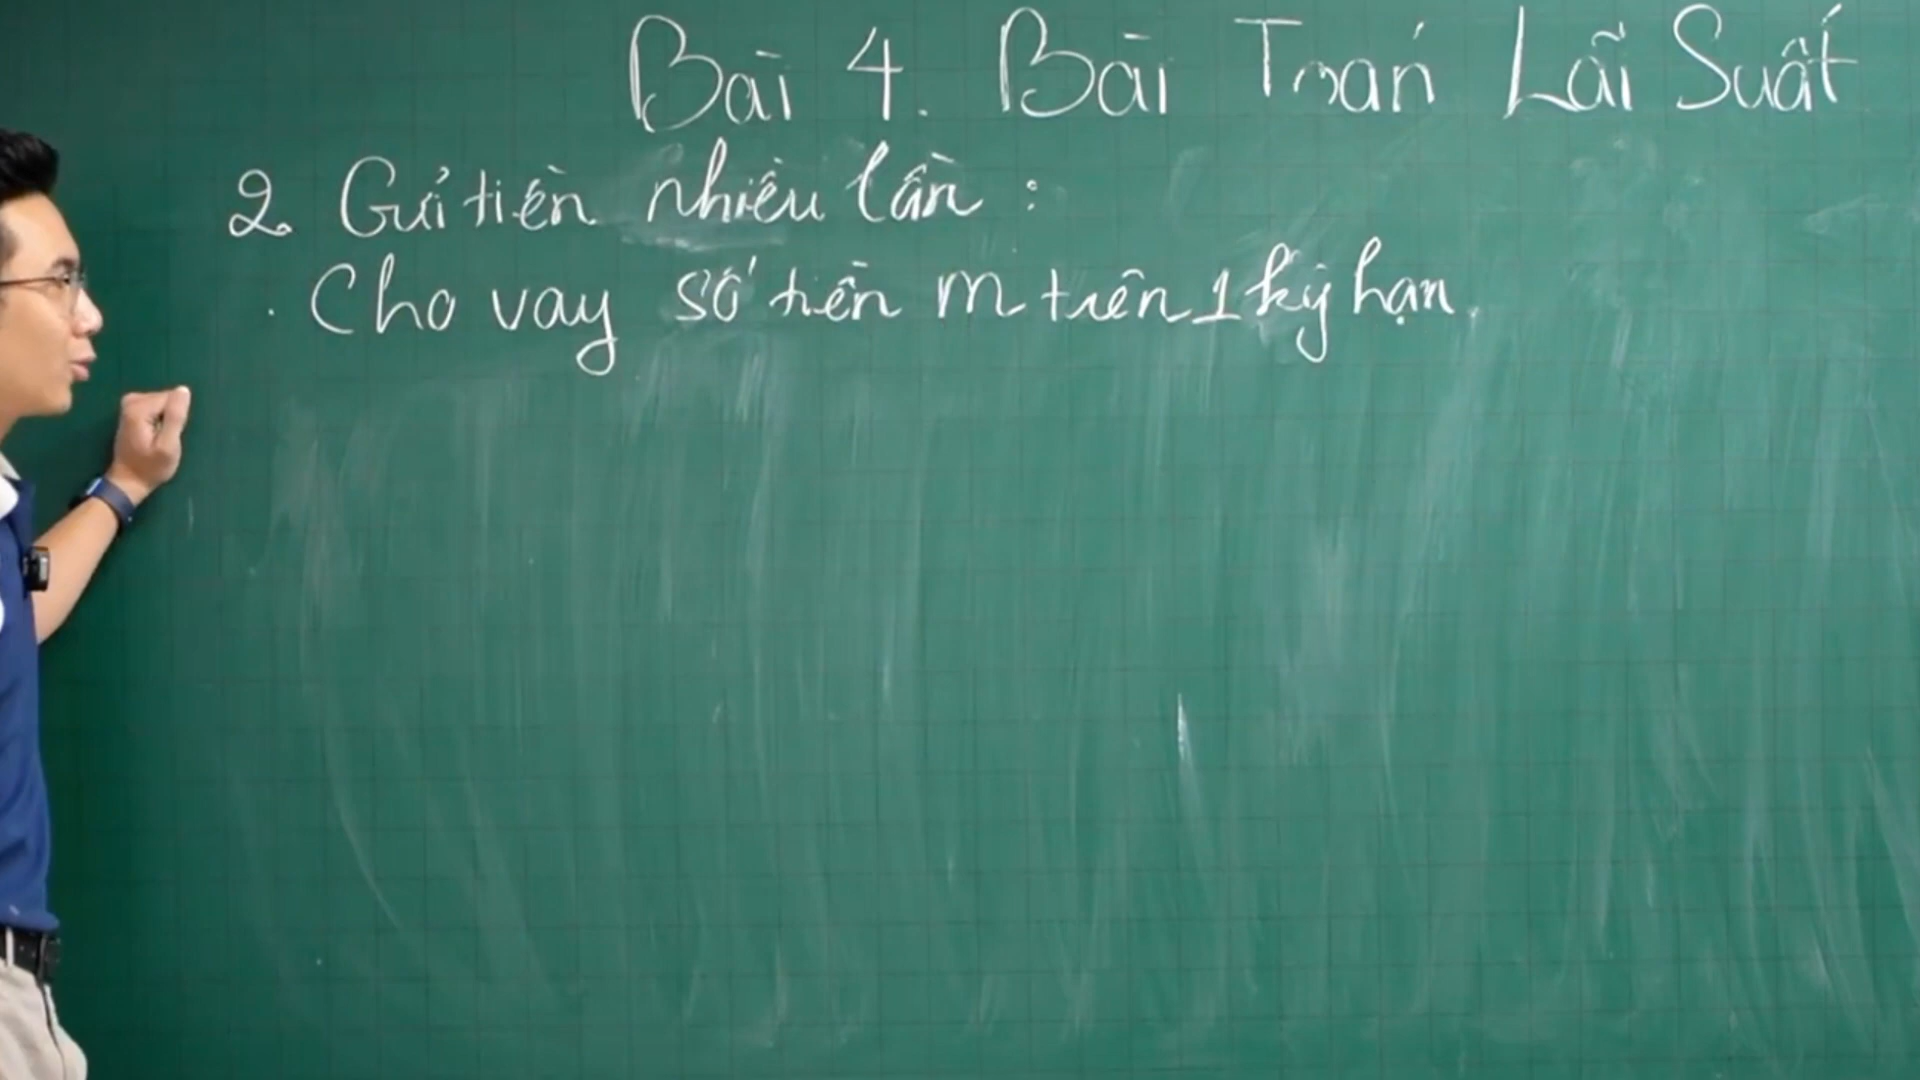 Bài 4. Bài Toán Lãi Suất
2. Gửi tiền nhiều lần :
. Cho vay số tiền m trên 1 kỳ hạn.